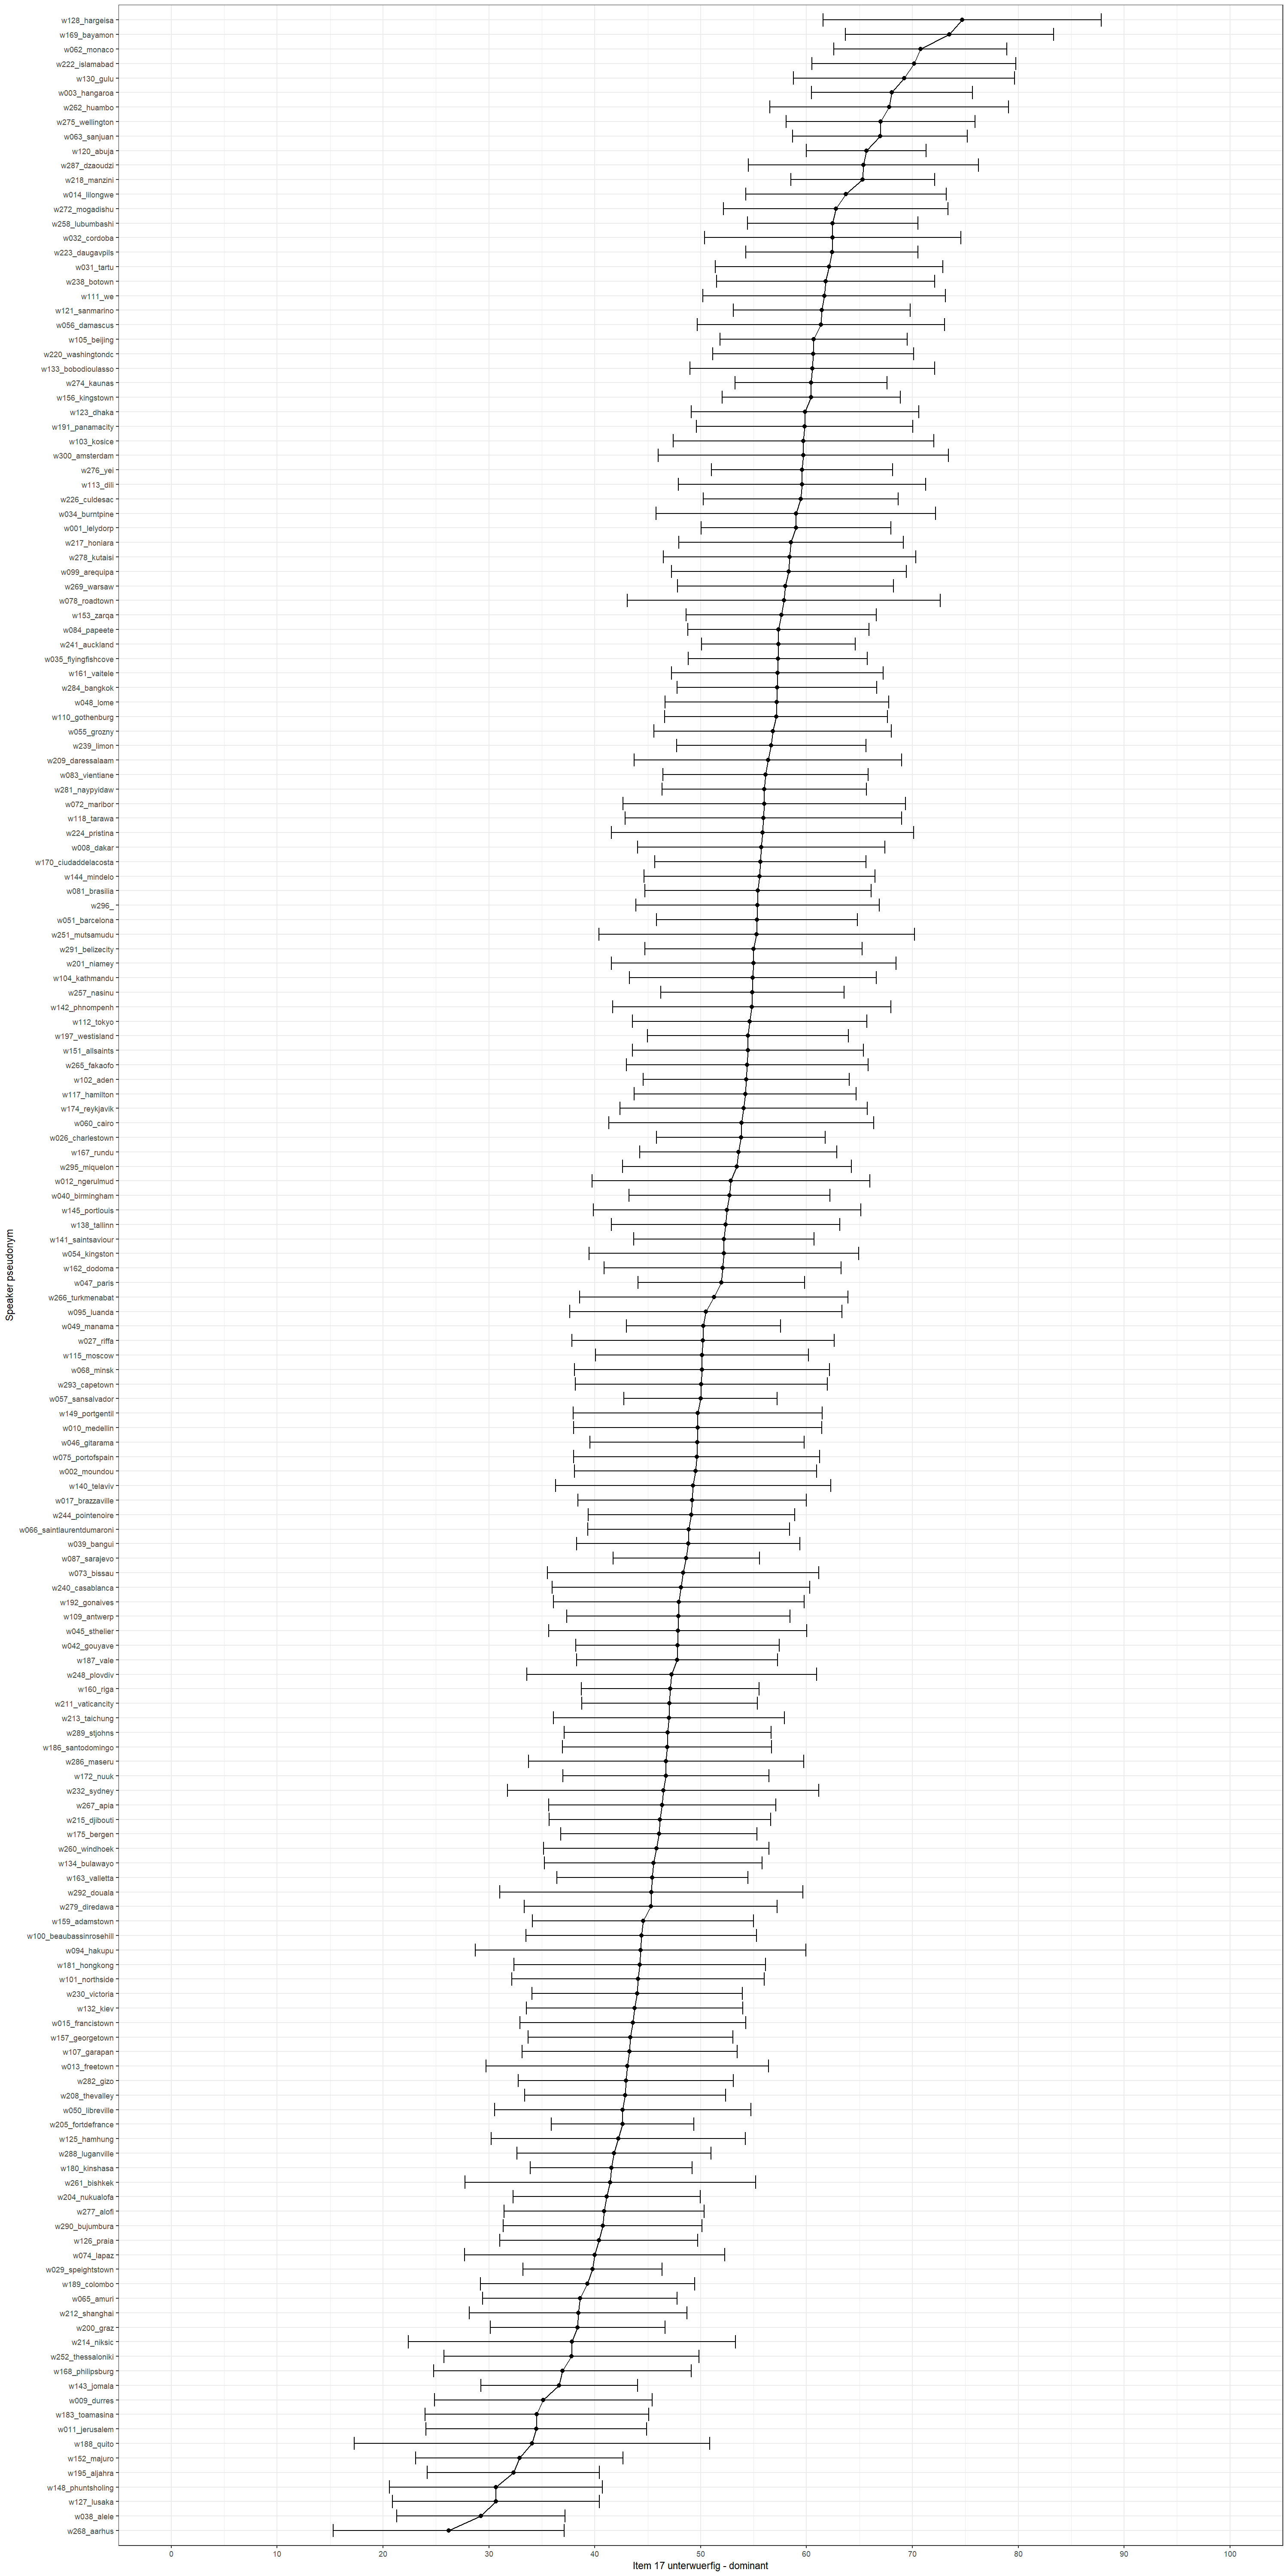 w128_hargeisa
w169_bayamon
w062_monaco
w222_islamabad
w130_gulu
w003_hangaroa
w262_huambo
w275_wellington
w063_sanjuan
w120_abuja
w287_dzaoudzi
w218_manzini
w014_lilongwe
w272_mogadishu
w258_lubumbashi
w032_cordoba
w223_daugavpils
w031_tartu
w238_botown
w111_we
w121_sanmarino
w056_damascus
w105_beijing
w220_washingtondc
w133_bobodioulasso
w274_kaunas
w156_kingstown
w123_dhaka
w191_panamacity
w103_kosice
w300_amsterdam
w276_yei
w113_dili
w226_culdesac
w034_burntpine
w001_lelydorp
w217_honiara
w278_kutaisi
w099_arequipa
w269_warsaw
w078_roadtown
w153_zarqa
w084_papeete
w241_auckland
w035_flyingfishcove
w161_vaitele
w284_bangkok
w048_lome
w110_gothenburg
w055_grozny
w239_limon
w209_daressalaam
w083_vientiane
w281_naypyidaw
w072_maribor
w118_tarawa
w224_pristina
w008_dakar
w170_ciudaddelacosta
w144_mindelo
w081_brasilia
w296_
w051_barcelona
w251_mutsamudu
w291_belizecity
w201_niamey
w104_kathmandu
w257_nasinu
w142_phnompenh
w112_tokyo
w197_westisland
w151_allsaints
w265_fakaofo
w102_aden
w117_hamilton
w174_reykjavik
w060_cairo
w026_charlestown
w167_rundu
w295_miquelon
w012_ngerulmud
w040_birmingham
w145_portlouis
w138_tallinn
w141_saintsaviour
w054_kingston
w162_dodoma
w047_paris
w266_turkmenabat
w095_luanda
w049_manama
w027_riffa
w115_moscow
w068_minsk
w293_capetown
w057_sansalvador
w149_portgentil
w010_medellin
w046_gitarama
w075_portofspain
w002_moundou
w140_telaviv
w017_brazzaville
w244_pointenoire
w066_saintlaurentdumaroni
w039_bangui
w087_sarajevo
w073_bissau
w240_casablanca
w192_gonaives
w109_antwerp
w045_sthelier
w042_gouyave
w187_vale
w248_plovdiv
w160_riga
w211_vaticancity
w213_taichung
w289_stjohns
w186_santodomingo
w286_maseru
w172_nuuk
w232_sydney
w267_apia
w215_djibouti
w175_bergen
w260_windhoek
w134_bulawayo
w163_valletta
w292_douala
w279_diredawa
w159_adamstown
w100_beaubassinrosehill
w094_hakupu
w181_hongkong
w101_northside
w230_victoria
w132_kiev
w015_francistown
w157_georgetown
w107_garapan
w013_freetown
w282_gizo
w208_thevalley
w050_libreville
w205_fortdefrance
w125_hamhung
w288_luganville
w180_kinshasa
w261_bishkek
w204_nukualofa
w277_alofi
w290_bujumbura
w126_praia
w074_lapaz
w029_speightstown
w189_colombo
w065_amuri
w212_shanghai
w200_graz
w214_niksic
w252_thessaloniki
w168_philipsburg
w143_jomala
w009_durres
w183_toamasina
w011_jerusalem
w188_quito
w152_majuro
w195_aljahra
w148_phuntsholing
w127_lusaka
w038_alele
w268_aarhus
Speaker pseudonym
0 10 20 30 40 50 60 70 80 90 100
Item 17 unterwuerfig - dominant